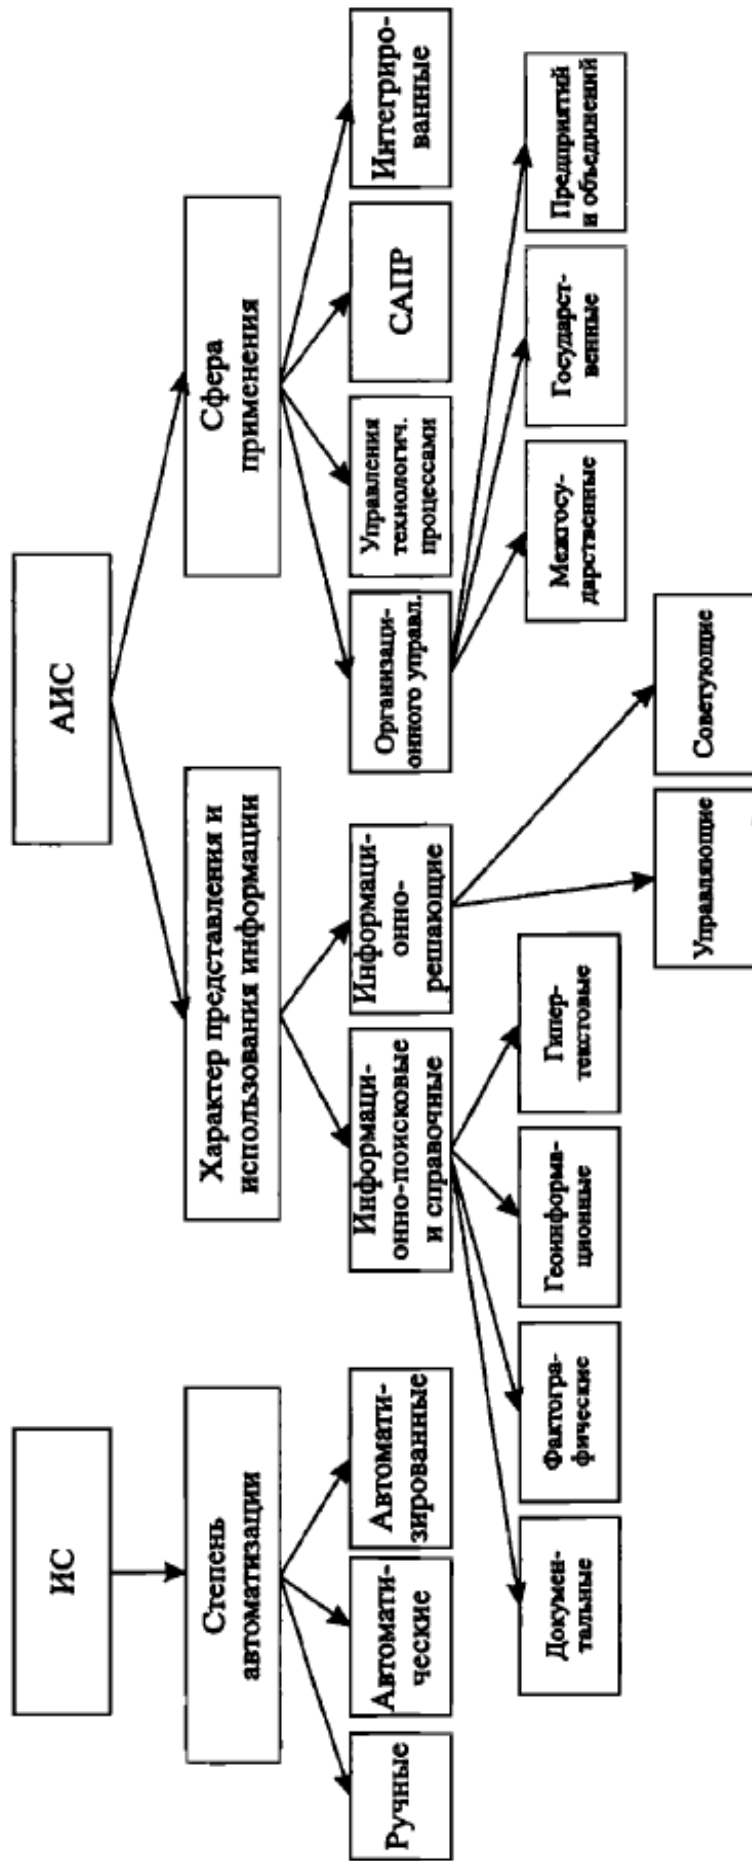 ИС
АИС
Степень
автоматизации
Характер представления и
использования информации
Сфера
применения
Ручные
Автомати-
ческие
Автомати-
зированные
Информаци-
онно-поисковые
и справочные
Информаци-
онно-
решающие
Организаци-
онного управл.
Управления
технологич.
процессами
САПР
Интегриро-
ванные
Докумен-
тальные
Фактогра-
фические
Геоинформа-
ционные
Гипер-
текстовые
Межгосу-
дарственные
Государст-
венные
Предприятий
и объединений
Управляющие
Советующие